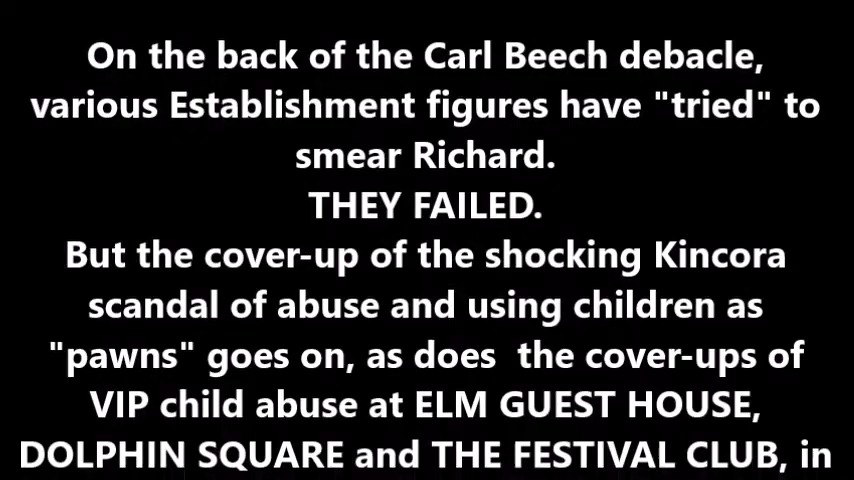 On the back of the Carl Beech debacle,
various Establishment figures have "tried" to
smear Richard.
THEY FAILED.
But the cover-up of the shocking Kincora
scandal of abuse and using children as
"pawns" goes on, as does  the cover-ups of
VIP child abuse at ELM GUEST HOUSE,
DOLPHIN SQUARE and THE FESTIVAL CLUB, in